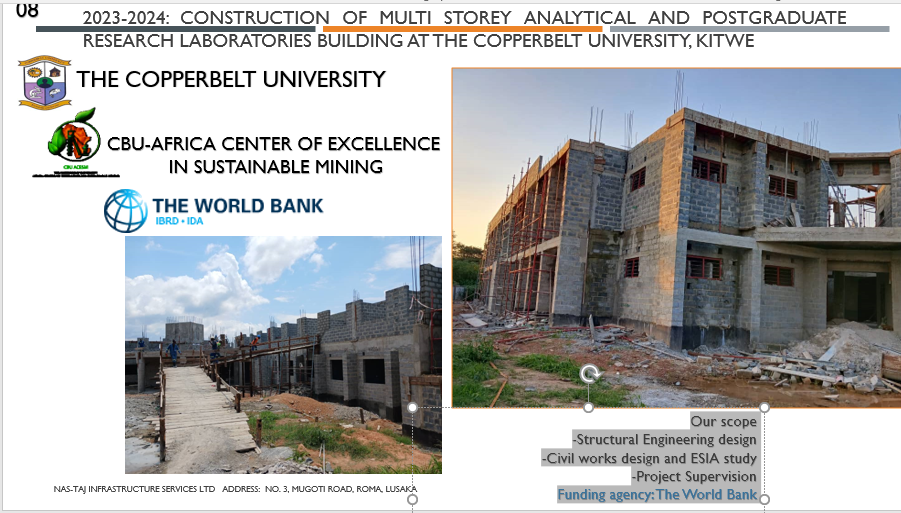 08
2023-2024: CONSTRUCTION OF MULTI STOREY ANALYTICAL AND POSTGRADUATE
RESEARCH LABORATORIES BUILDING AT THE COPPERBELT UNIVERSITY, KITWE
THE COPPERBELT UNIVERSITY
CBU-AFRICA CENTER OF EXCELLENCE
IN SUSTAINABLE MINING
CBU ACESM
THE WORLD BANK
IBRD • IDA
Our scope
-Structural Engineering design
-Civil works design and ESIA study
-Project Supervision
Funding agency: The World Bank
NAS-TAJ INFRASTRUCTURE SERVICES LTD ADDRESS: NO. 3, MUGOTI ROAD, ROMA, LUSAKA